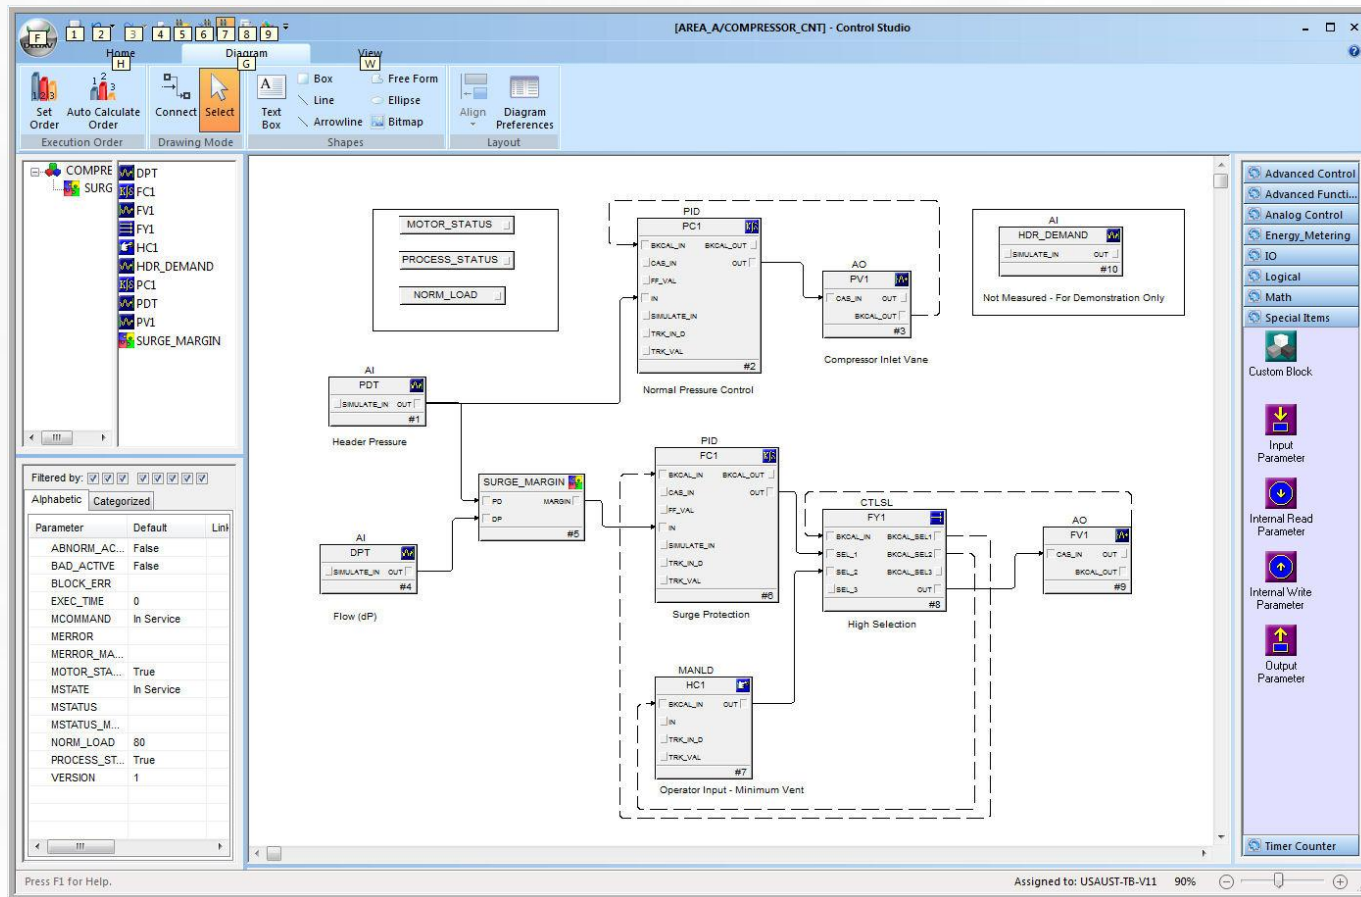 [AREA_A/COMPRESSOR_CNT] - Control Studio
F
1 2 3 4 5 6 7 8 9
Home Diagram View
H G W
Set Order
Auto Calculate Order
Connect
Select
Text Box
Box
Line
Arrowline
Free Form
Ellipse
Bitmap
Align
Diagram Preferences
Execution Order
Drawing Mode
Shapes
Layout
COMPRE
SURG
DPT
FC1
FV1
FY1
HC1
HDR_DEMAND
PC1
PDT
PV1
SURGE_MARGIN
Filtered by:
Alphabetic Categorized
Parameter Default Link
ABNORM_AC... False
BAD_ACTIVE False
BLOCK_ERR
EXEC_TIME 0
MCOMMAND In Service
MERROR
MERROR_MA...
MOTOR_STA... True
MSTATE In Service
MSTATUS
MSTATUS_M...
NORM_LOAD 80
PROCESS_ST... True
VERSION 1
MOTOR_STATUS
PROCESS_STATUS
NORM_LOAD
PID
PC1
BKCAL_IN BKCAL_OUT
CAS_IN OUT
FF_VAL
IN
SIMULATE_IN
TRK_IN_D
TRK_VAL
#2
Normal Pressure Control
AO
PV1
CAS_IN OUT
BKCAL_OUT
#3
Compressor Inlet Vane
AI
HDR_DEMAND
SIMULATE_IN OUT
#10
Not Measured - For Demonstration Only
AI
PDT
SIMULATE_IN OUT
#1
Header Pressure
SURGE_MARGIN
PD MARGIN
DP
#5
AI
DPT
SIMULATE_IN OUT
#4
Flow (dP)
PID
FC1
BKCAL_IN BKCAL_OUT
CAS_IN OUT
FF_VAL
IN
SIMULATE_IN
TRK_IN_D
TRK_VAL
#6
Surge Protection
CTLSL
FY1
BKCAL_IN BKCAL_SEL1
SEL_1 BKCAL_SEL2
SEL_2 BKCAL_SEL3
SEL_3 OUT
#8
High Selection
AO
FV1
CAS_IN OUT
BKCAL_OUT
#9
MANLD
HC1
BKCAL_IN OUT
IN
TRK_IN_D
TRK_VAL
#7
Operator Input - Minimum Vent
Advanced Control
Advanced Functi...
Analog Control
Energy_Metering
IO
Logical
Math
Special Items
Custom Block
Input
Parameter
Internal Read
Parameter
Internal Write
Parameter
Output
Parameter
Timer Counter
Press F1 for Help.
Assigned to: USAUST-TB-V11 90%